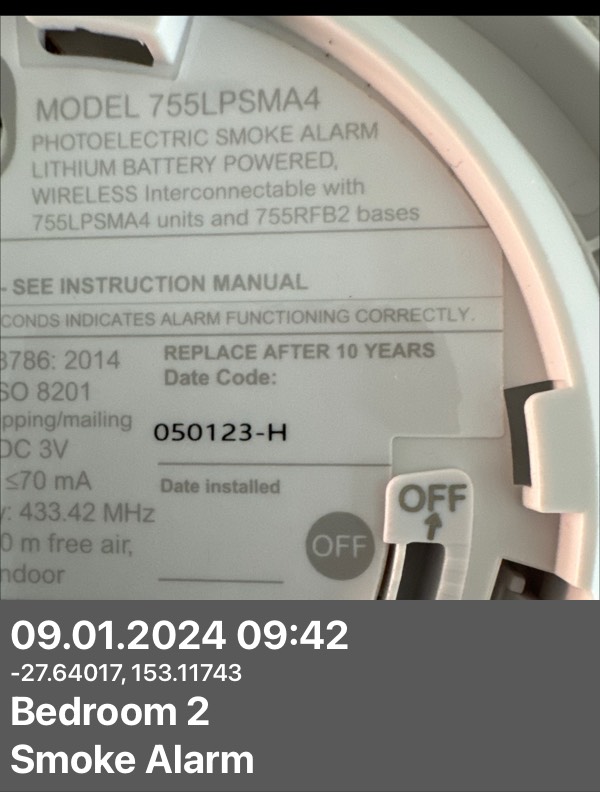 MODEL 755LPSMA4
PHOTOELECTRIC SMOKE ALARM
LITHIUM BATTERY POWERED,
WIRELESS Interconnectable with
755LPSMA4 units and 755RFB2 bases
- SEE INSTRUCTION MANUAL
CONDS INDICATES ALARM FUNCTIONING CORRECTLY.
3786: 2014
SO 8201
pping/mailing
DC 3V
≤70 mA
y: 433.42 MHz
0 m free air,
ndoor
REPLACE AFTER 10 YEARS
Date Code:
050123-H
Date installed
OFF
OFF
09.01.2024 09:42
-27.64017, 153.11743
Bedroom 2
Smoke Alarm